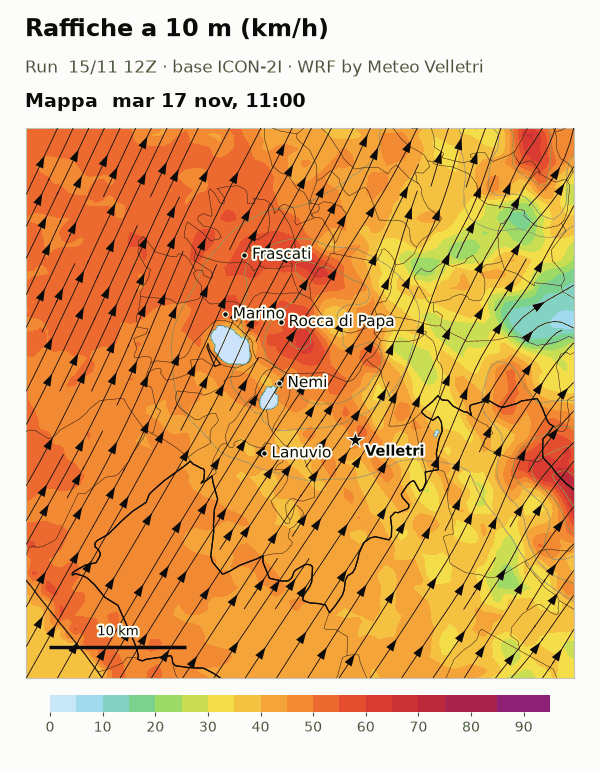 Raffiche a 10 m (km/h)
Run 15/11 12Z · base ICON-2I · WRF by Meteo Velletri
Mappa mar 17 nov, 11:00
Frascati
Marino
Rocca di Papa
Nemi
Lanuvio
Velletri
10 km
0 10 20 30 40 50 60 70 80 90